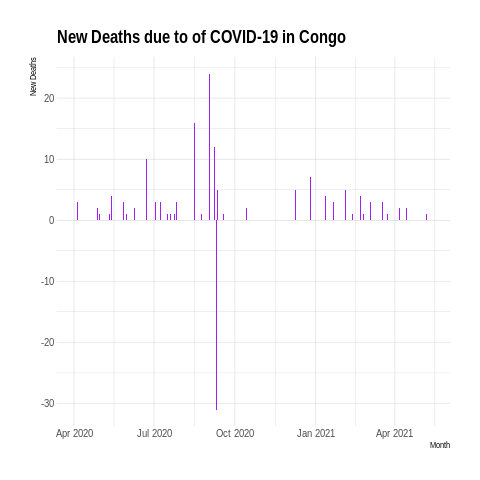 New Deaths due to of COVID-19 in Congo
New Deaths
20
10
0
-10
-20
-30
Apr 2020 Jul 2020 Oct 2020 Jan 2021 Apr 2021
Month